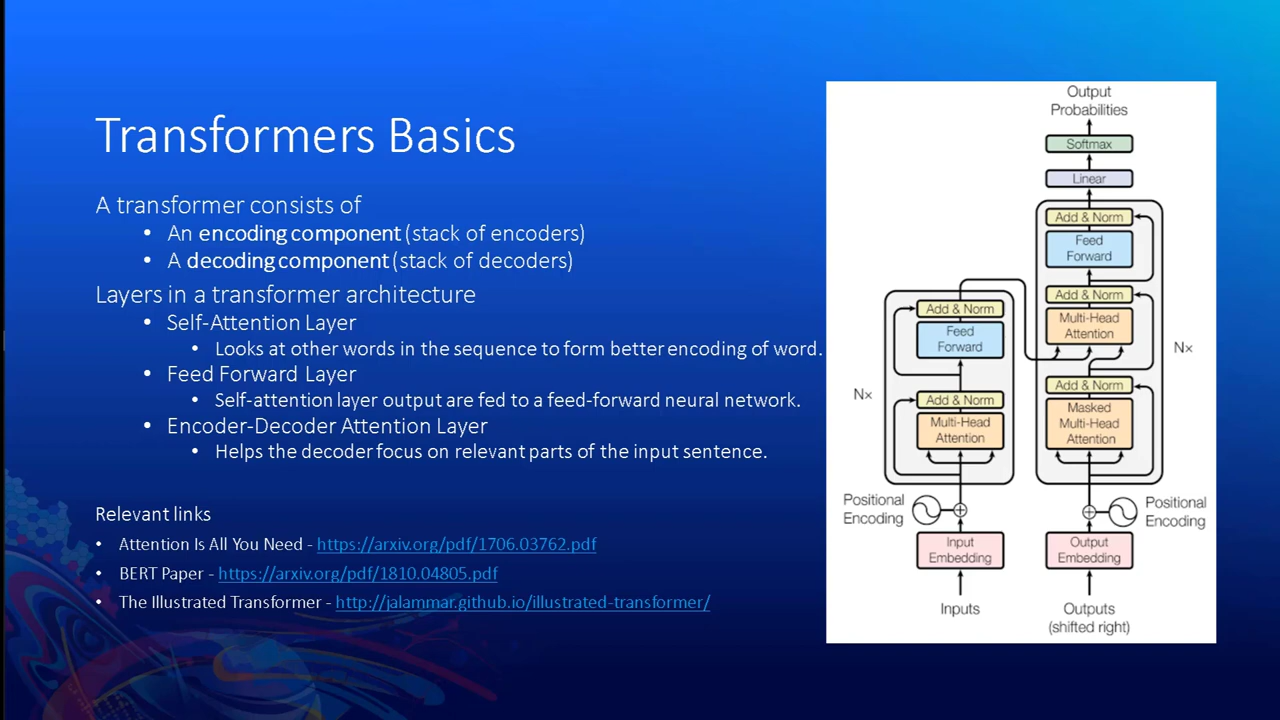 Transformers Basics
A transformer consists of
• An encoding component (stack of encoders)
• A decoding component (stack of decoders)
Layers in a transformer architecture
• Self-Attention Layer
• Looks at other words in the sequence to form better encoding of word.
• Feed Forward Layer
• Self-attention layer output are fed to a feed-forward neural network.
• Encoder-Decoder Attention Layer
• Helps the decoder focus on relevant parts of the input sentence.
Relevant links
• Attention Is All You Need - https://arxiv.org/pdf/1706.03762.pdf
• BERT Paper - https://arxiv.org/pdf/1810.04805.pdf
• The Illustrated Transformer - http://jalammar.github.io/illustrated-transformer/
Output
Probabilities
Softmax
Linear
Add & Norm
Feed
Forward
Add & Norm
Multi-Head
Attention
Add & Norm
Masked
Multi-Head
Attention
N×
Add & Norm
Feed
Forward
Add & Norm
Multi-Head
Attention
N×
Positional
Encoding
Positional
Encoding
Input
Embedding
Output
Embedding
Inputs
Outputs
(shifted right)